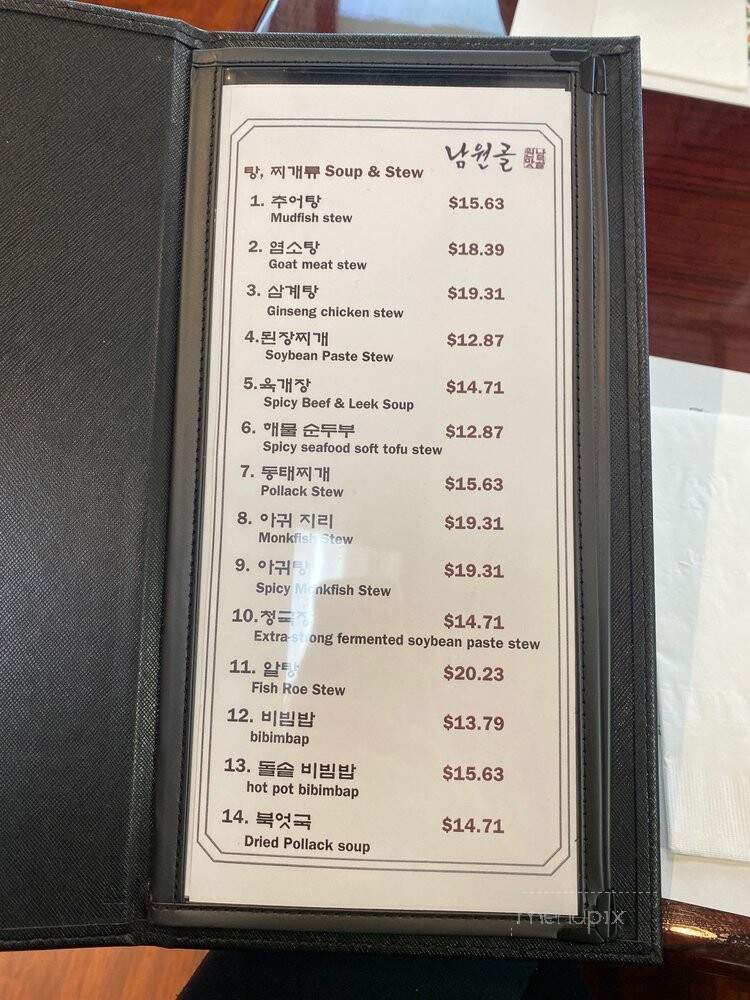 남원골
탕, 찌개류 Soup & Stew
1. 추어탕 $15.63
Mudfish stew
2. 염소탕 $18.39
Goat meat stew
3. 삼계탕 $19.31
Ginseng chicken stew
4.된장찌개 $12.87
Soybean Paste Stew
5.육개장 $14.71
Spicy Beef & Leek Soup
6. 해물 순두부 $12.87
Spicy seafood soft tofu stew
7. 동태찌개 $15.63
Pollack Stew
8. 아귀 지리 $19.31
Monkfish Stew
9. 아귀탕 $19.31
Spicy Monkfish Stew
10.청국장 $14.71
Extra-strong fermented soybean paste stew
11. 알탕 $20.23
Fish Roe Stew
12. 비빔밥 $13.79
bibimbap
13. 돌솥 비빔밥 $15.63
hot pot bibimbap
14. 북엇국 $14.71
Dried Pollack soup
menupix